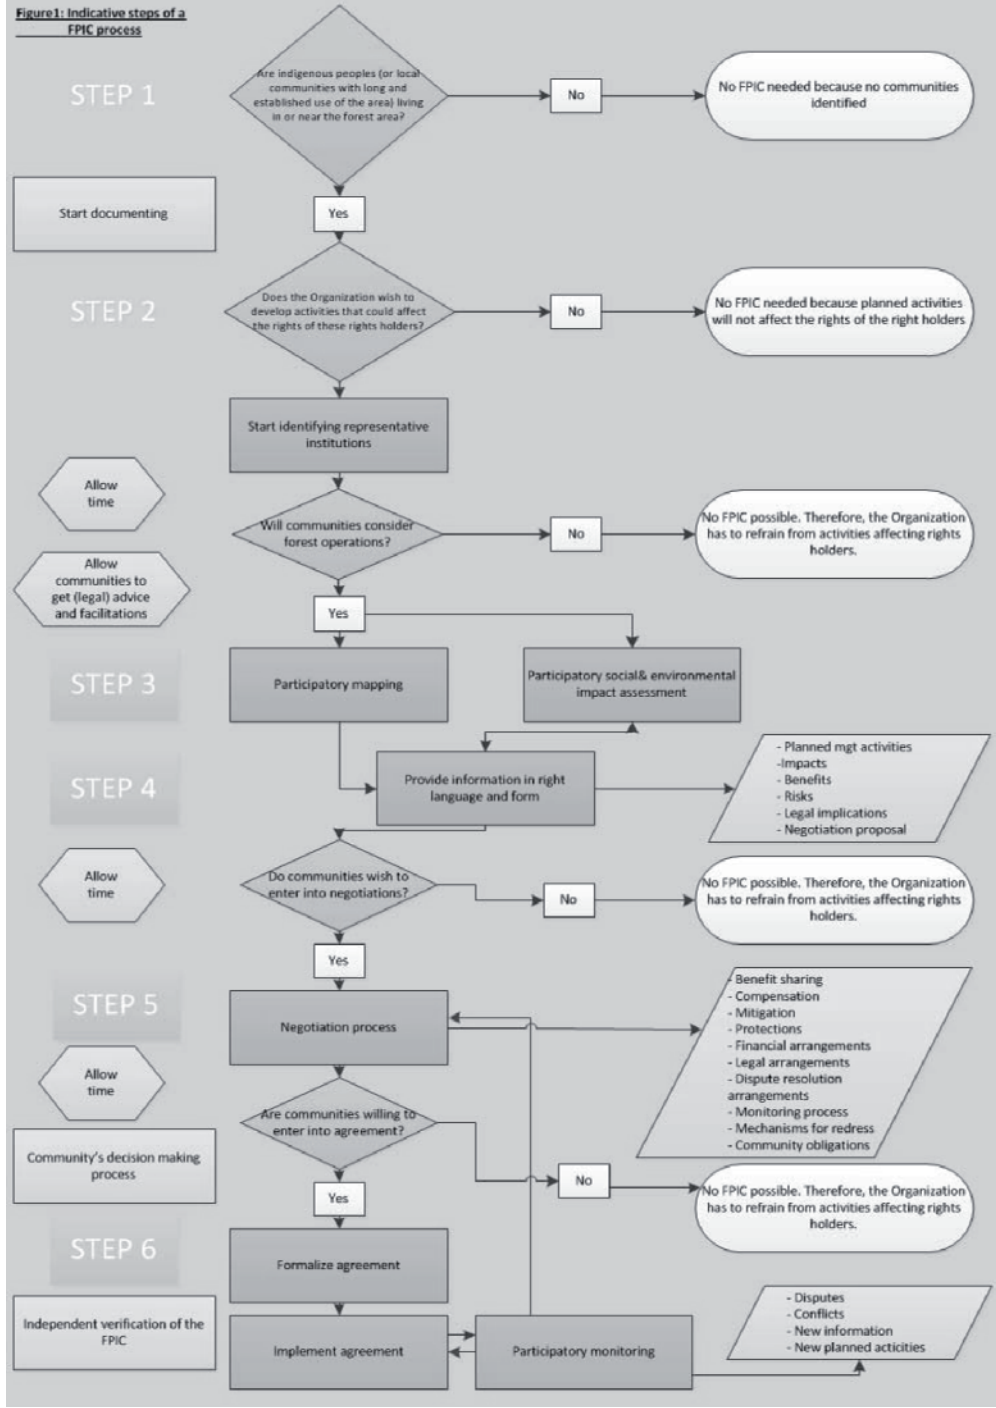 Figure1: Indicative steps of a
FPIC process
STEP 1
Are indigenous peoples (or local
communities with long and
established use of the area) living
in or near the forest area?
No
No FPIC needed because no communities
identified
Yes
Start documenting
STEP 2
Does the Organization wish to
develop activities that could affect
the rights of these rights holders?
No
No FPIC needed because planned activities
will not affect the rights of the right holders
Start identifying representative
institutions
Allow
time
Will communities consider
forest operations?
No
No FPIC possible. Therefore, the Organization
has to refrain from activities affecting rights
holders.
Allow
communities to
get (legal) advice
and facilitations
Yes
STEP 3
Participatory mapping
Participatory social& environmental
impact assessment
STEP 4
Provide information in right
language and form
- Planned mgt activities
-Impacts
- Benefits
- Risks
- Legal implications
- Negotiation proposal
Allow
time
Do communities wish to
enter into negotiations?
No
No FPIC possible. Therefore, the Organization
has to refrain from activities affecting rights
holders.
Yes
STEP 5
Negotiation process
- Benefit sharing
- Compensation
- Mitigation
- Protections
- Financial arrangements
- Legal arrangements
- Dispute resolution
arrangements
- Monitoring process
- Mechanisms for redress
- Community obligations
Allow
time
Are communities willing to
enter into agreement?
Community's decision making
process
No
No FPIC possible. Therefore, the Organization
has to refrain from activities affecting rights
holders.
Yes
STEP 6
Formalize agreement
Independent verification of the
FPIC
Implement agreement
Participatory monitoring
- Disputes
- Conflicts
- New information
- New planned acticities